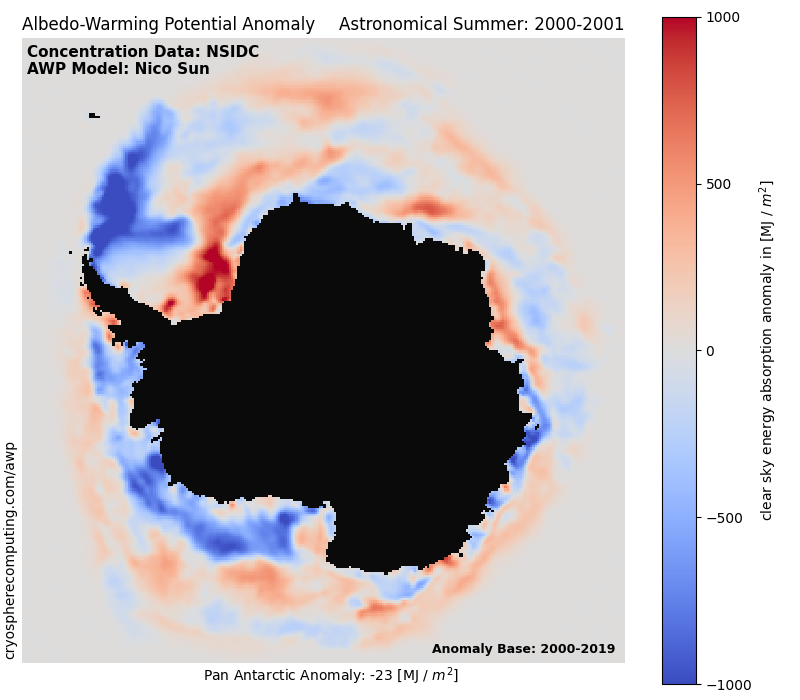 Albedo-Warming Potential Anomaly Astronomical Summer: 2000-2001
Concentration Data: NSIDC
AWP Model: Nico Sun
cryospherecomputing.com/awp
Anomaly Base: 2000-2019
Pan Antarctic Anomaly: -23 [MJ / m²]
1000
500
0
−500
−1000
clear sky energy absorption anomaly in [MJ / m²]